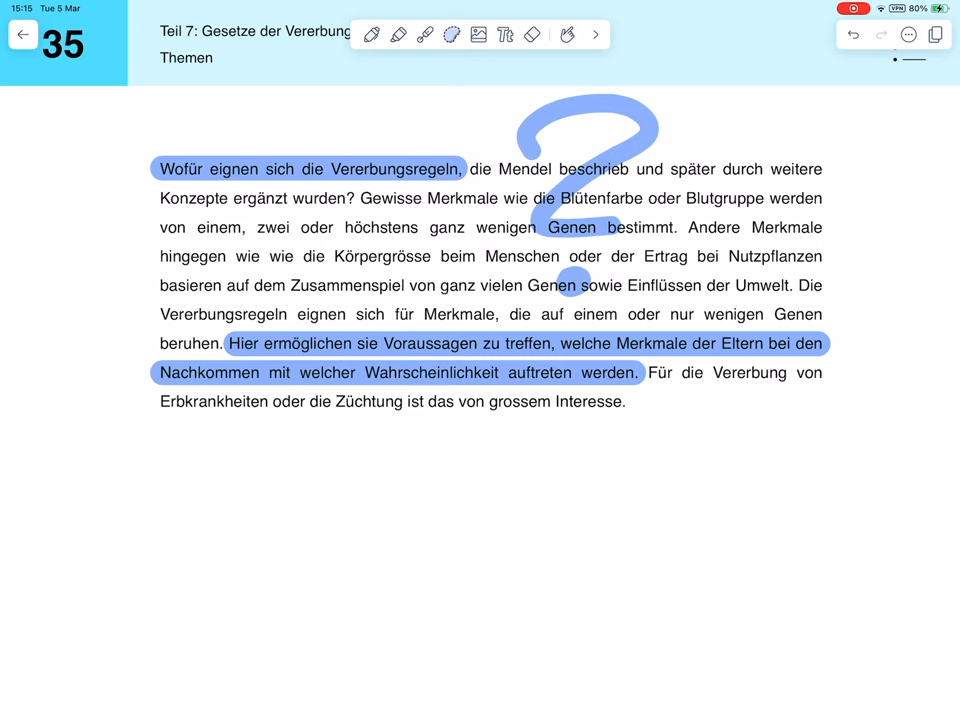 15:15 Tue 5 Mar
VPN 80%
35
Teil 7: Gesetze der Vererbung
Themen
Tt
?
Wofür eignen sich die Vererbungsregeln, die Mendel beschrieb und später durch weitere
Konzepte ergänzt wurden? Gewisse Merkmale wie die Blütenfarbe oder Blutgruppe werden
von einem, zwei oder höchstens ganz wenigen Genen bestimmt. Andere Merkmale
hingegen wie wie die Körpergrösse beim Menschen oder der Ertrag bei Nutzpflanzen
basieren auf dem Zusammenspiel von ganz vielen Genen sowie Einflüssen der Umwelt. Die
Vererbungsregeln eignen sich für Merkmale, die auf einem oder nur wenigen Genen
beruhen. Hier ermöglichen sie Voraussagen zu treffen, welche Merkmale der Eltern bei den
Nachkommen mit welcher Wahrscheinlichkeit auftreten werden. Für die Vererbung von
Erbkrankheiten oder die Züchtung ist das von grossem Interesse.